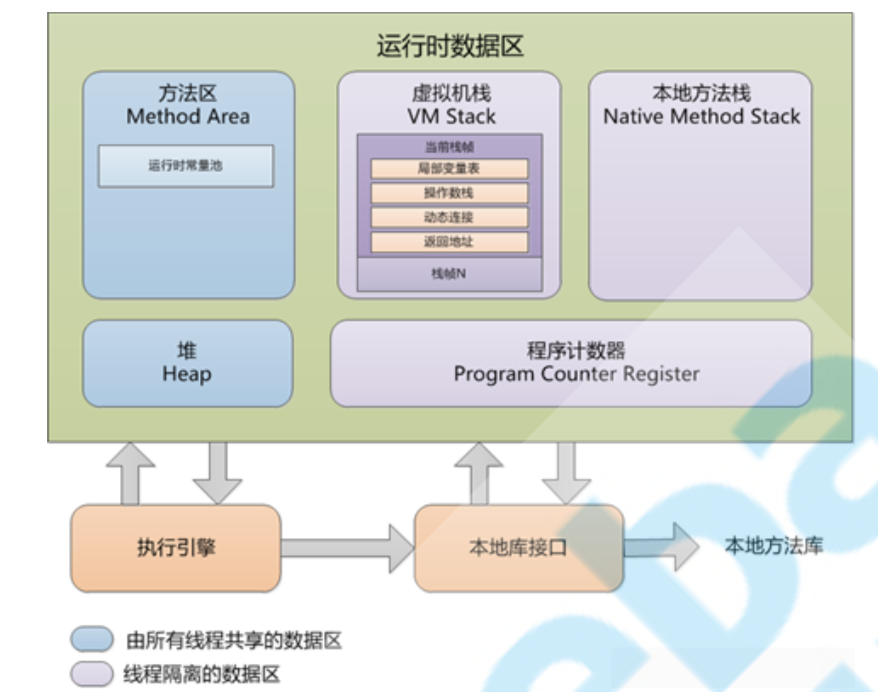 运行时数据区
方法区
Method Area
运行时常量池
虚拟机栈
VM Stack
当前栈帧
局部变量表
操作数栈
动态连接
返回地址
栈帧N
本地方法栈
Native Method Stack
堆
Heap
程序计数器
Program Counter Register
执行引擎
本地库接口
本地方法库
由所有线程共享的数据区
线程隔离的数据区